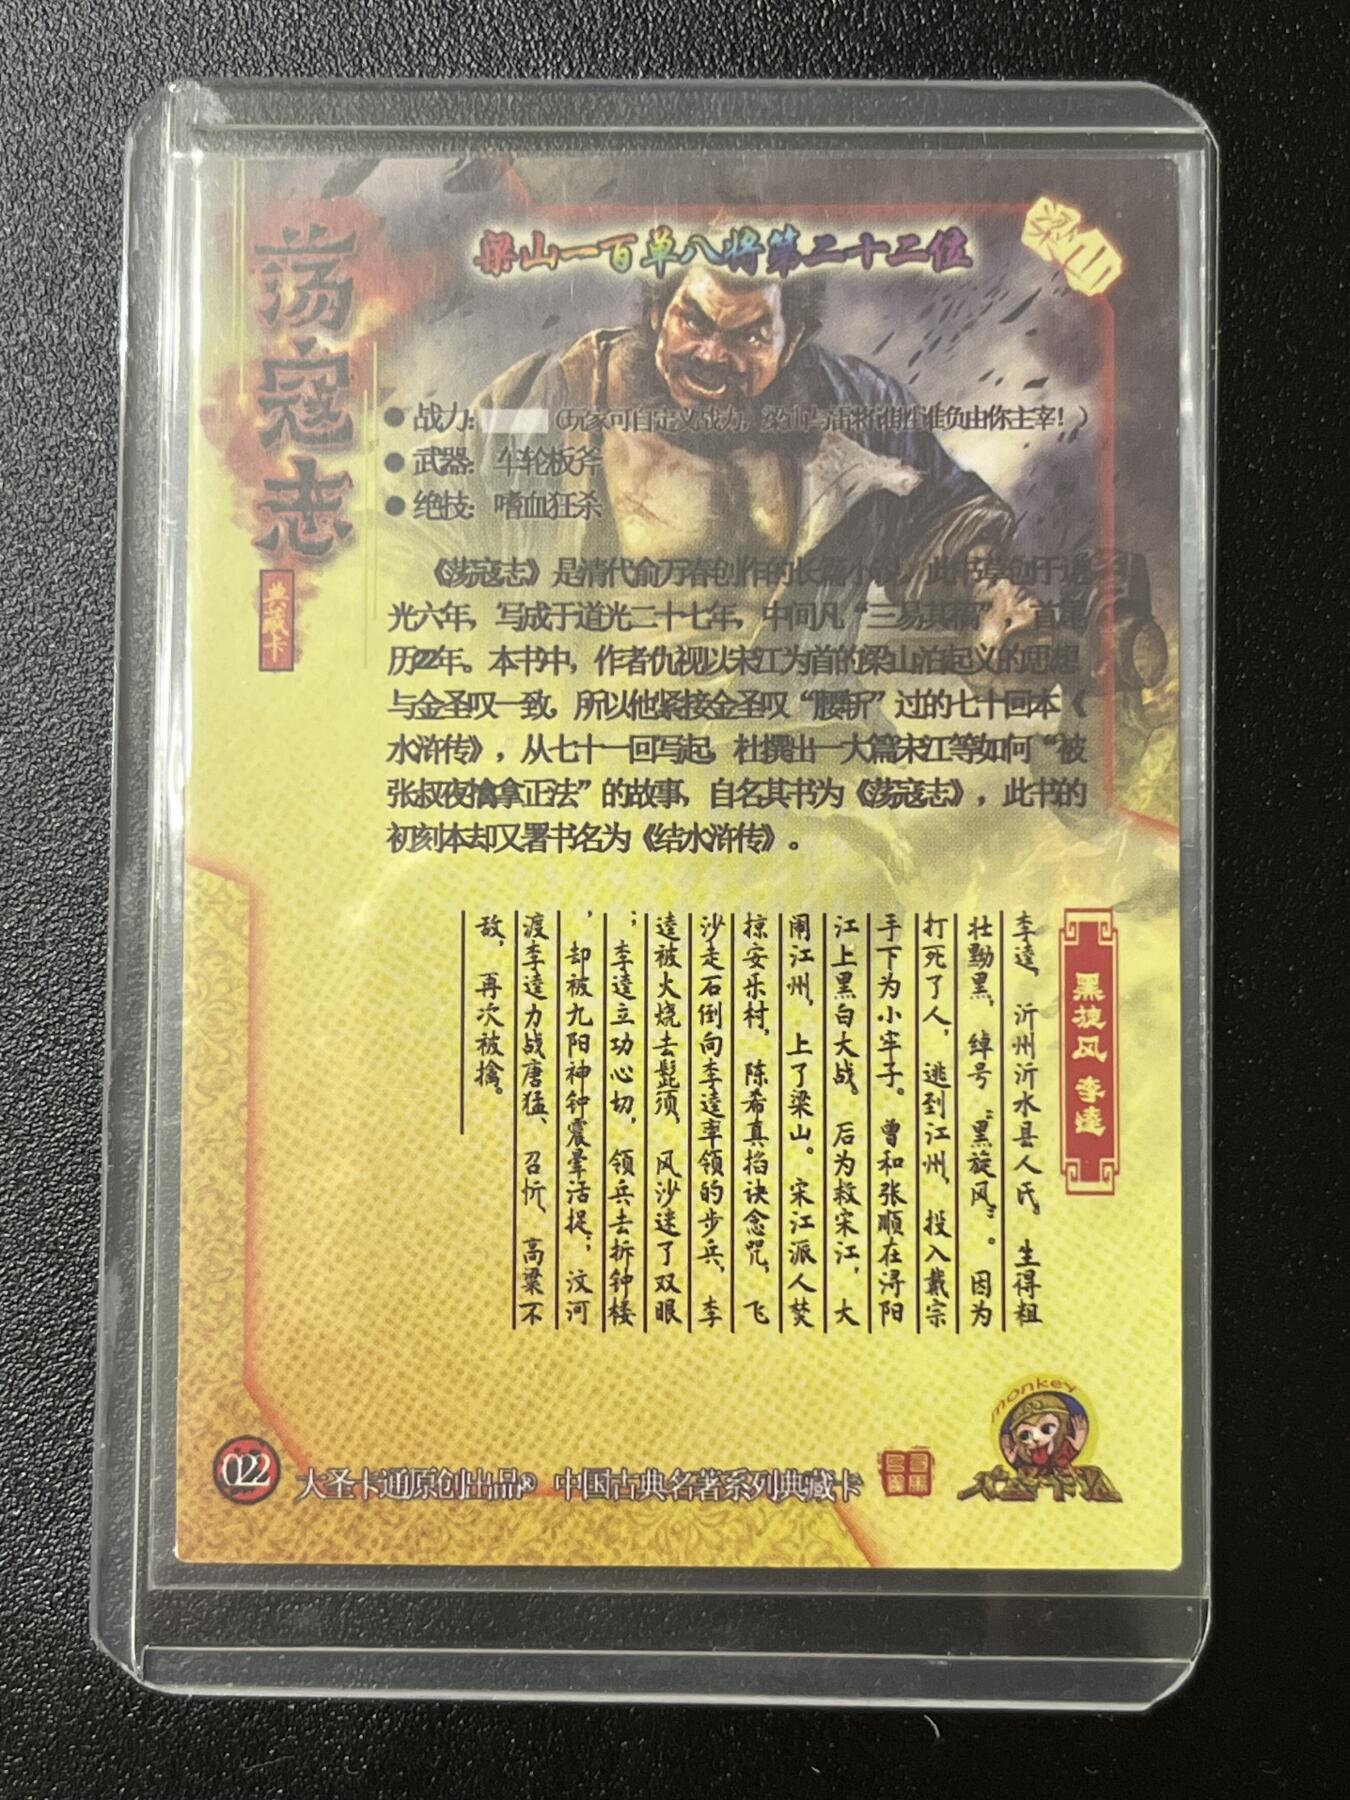 荡寇志
典藏卡
梁山一百单八将第二十二位
梁山
●战力: (玩家可自定义战力,梁山与雷将谁胜谁负由你主宰!)
●武器: 车轮板斧
●绝技: 嗜血狂杀
《荡寇志》是清代俞万春创作的长篇小说,此书草创于道
光六年,写成于道光二十七年,中间凡“三易其稿”,首尾
历22年。本书中,作者仇视以宋江为首的梁山泊起义的思想
与金圣叹一致,所以他紧接金圣叹“腰斩”过的七十回本《
水浒传》,从七十一回写起,杜撰出一大篇宋江等如何“被
张叔夜擒拿正法”的故事,自名其书为《荡寇志》,此书的
初刻本却又署书名为《结水浒传》。
黑旋风 李逵
李逵,沂州沂水县人氏。生得粗
壮黝黑,绰号“黑旋风”。因为
打死了人,逃到江州,投入戴宗
手下为小牢子。曾和张顺在浔阳
江上黑白大战。后为救宋江,大
闹江州,上了梁山。宋江派人焚
掠安乐村,陈希真掐诀念咒,飞
沙走石倒向李逵率领的步兵,李
逵被火烧去髭须,风沙迷了双眼
;李逵立功心切,领兵去拆钟楼
,却被九阳神钟震晕活捉;汶河
渡李逵力战唐猛、召忻、高粱不
敌,再次被擒。
022
大圣卡通原创出品® 中国古典名著系列典藏卡
monkey
大圣卡通